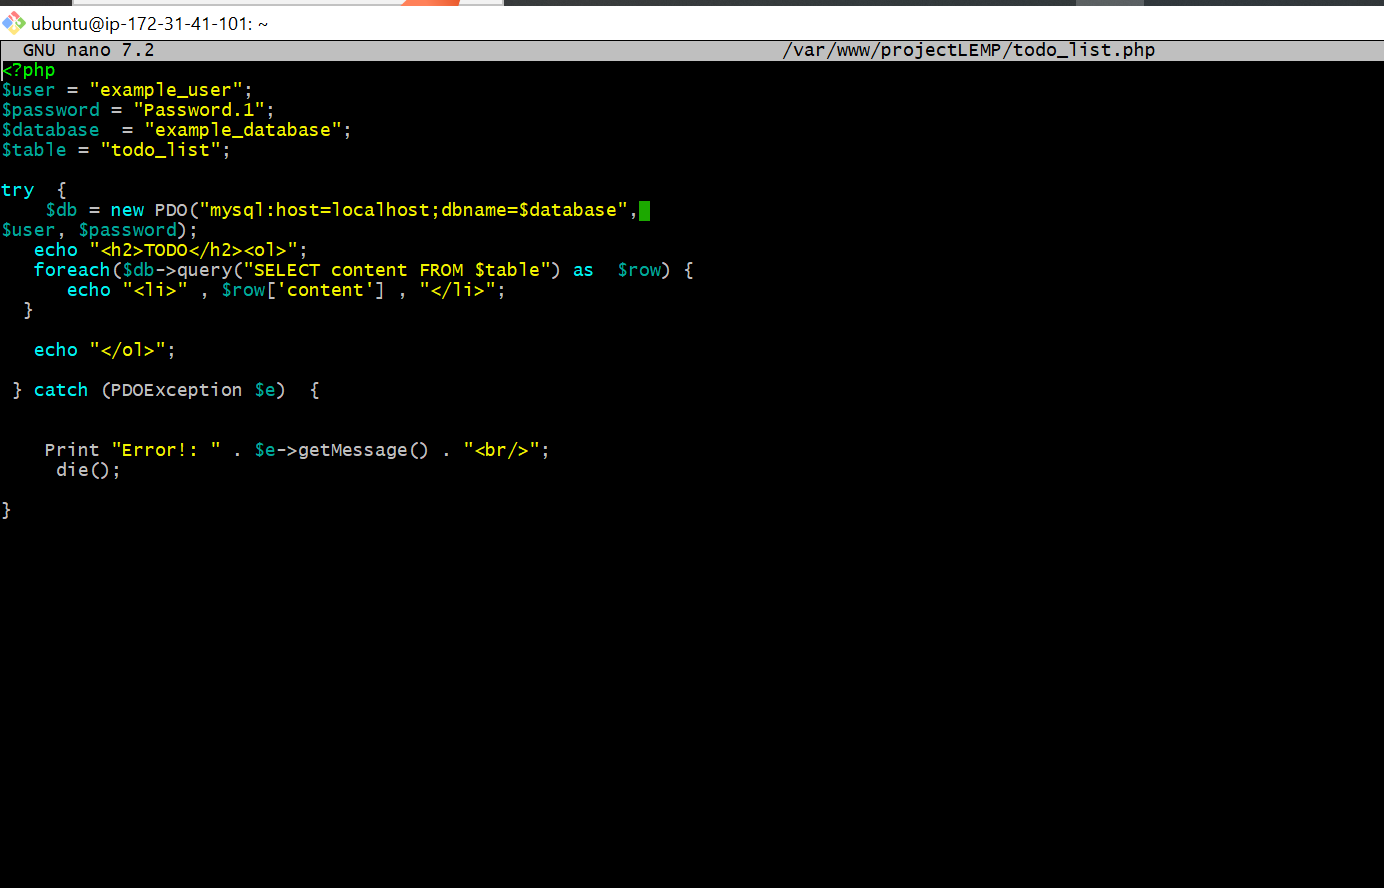 ubuntu@ip-172-31-41-101: ~
GNU nano 7.2 /var/www/projectLEMP/todo_list.php
<?php
$user = "example_user";
$password = "Password.1";
$database  = "example_database";
$table = "todo_list";
try  {
    $db = new PDO("mysql:host=localhost;dbname=$database",
$user, $password);
   echo "<h2>TODO</h2><ol>";
   foreach($db->query("SELECT content FROM $table") as  $row) {
      echo "<li>" , $row['content'] , "</li>";
  }
   echo "</ol>";
 } catch (PDOException $e)  {
    Print "Error!: " . $e->getMessage() . "<br/>";
     die();
}